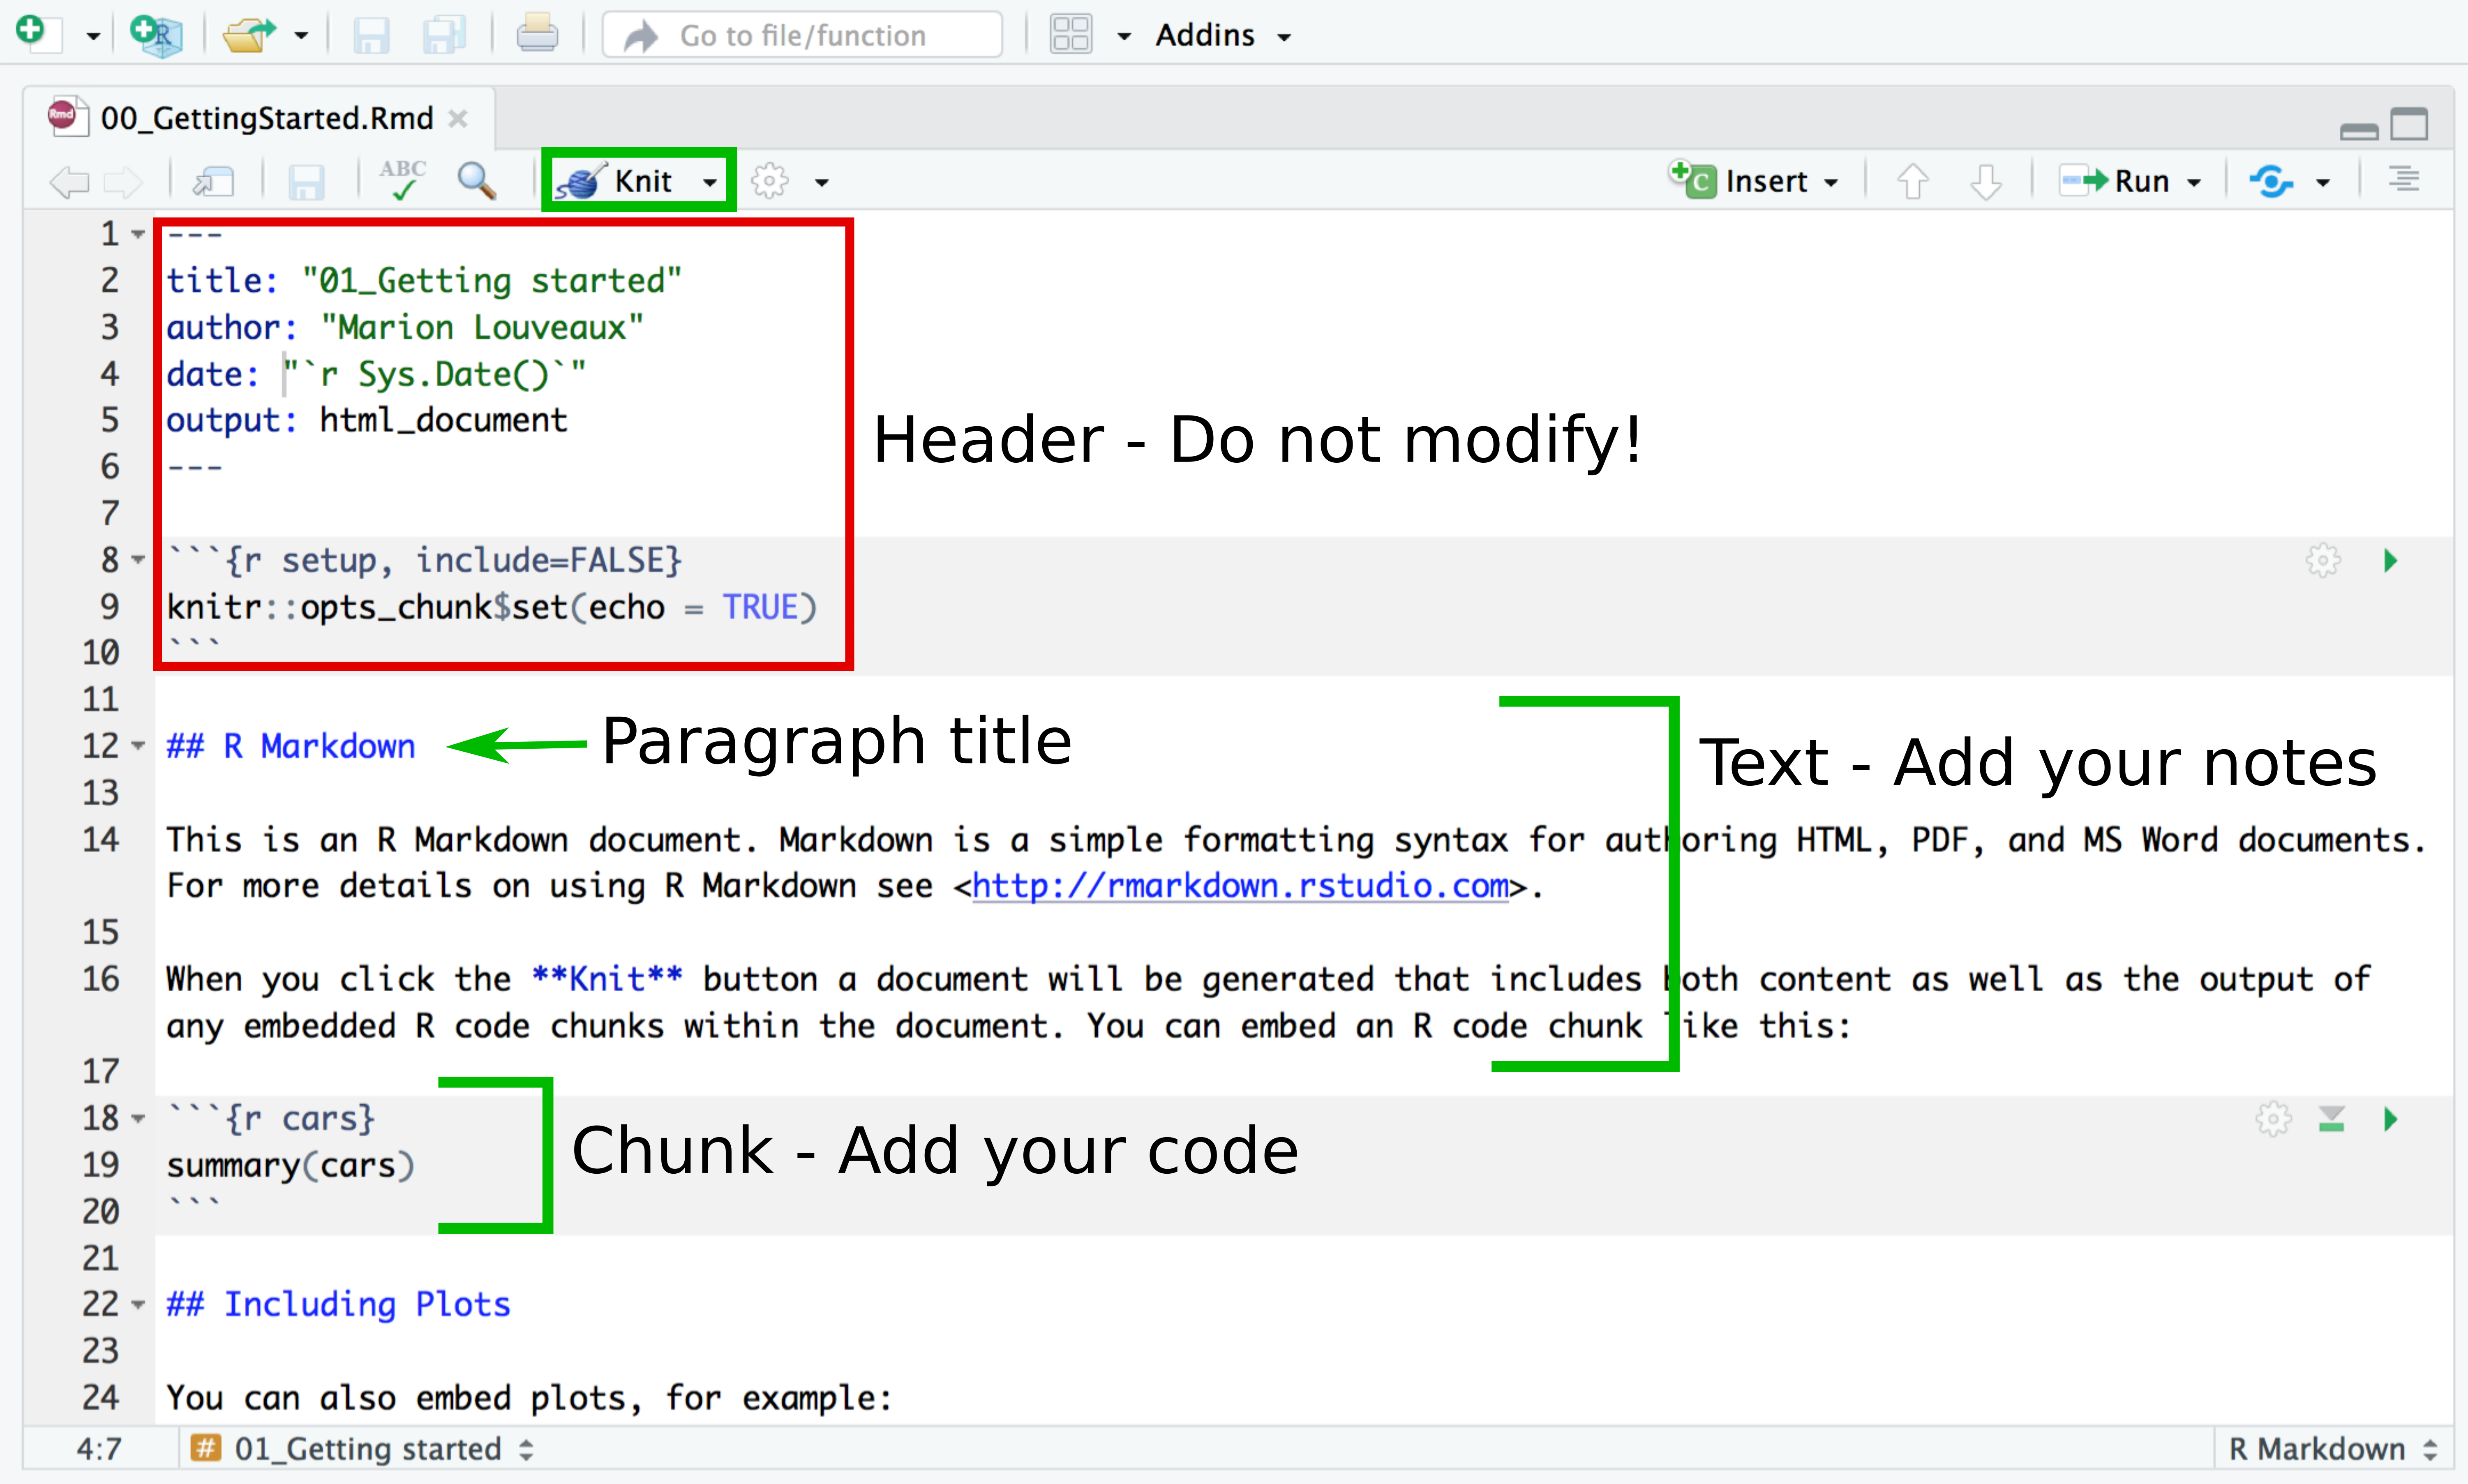 Go to file/function
Addins
Rmd
00_GettingStarted.Rmd
ABC
Knit
C Insert
Run
1 ---
2 title: "01_Getting started"
3 author: "Marion Louveaux"
4 date: "`r Sys.Date()`"
5 output: html_document
Header - Do not modify!
6 ---
7
8 ```{r setup, include=FALSE}
9 knitr::opts_chunk$set(echo = TRUE)
10 ```
11
12 ## R Markdown
Paragraph title
Text - Add your notes
13
14 This is an R Markdown document. Markdown is a simple formatting syntax for authoring HTML, PDF, and MS Word documents.
For more details on using R Markdown see <http://rmarkdown.rstudio.com>.
15
16 When you click the **Knit** button a document will be generated that includes both content as well as the output of
any embedded R code chunks within the document. You can embed an R code chunk like this:
17
18 ```{r cars}
Chunk - Add your code
19 summary(cars)
20 ```
21
22 ## Including Plots
23
24 You can also embed plots, for example:
4:7 # 01_Getting started
R Markdown